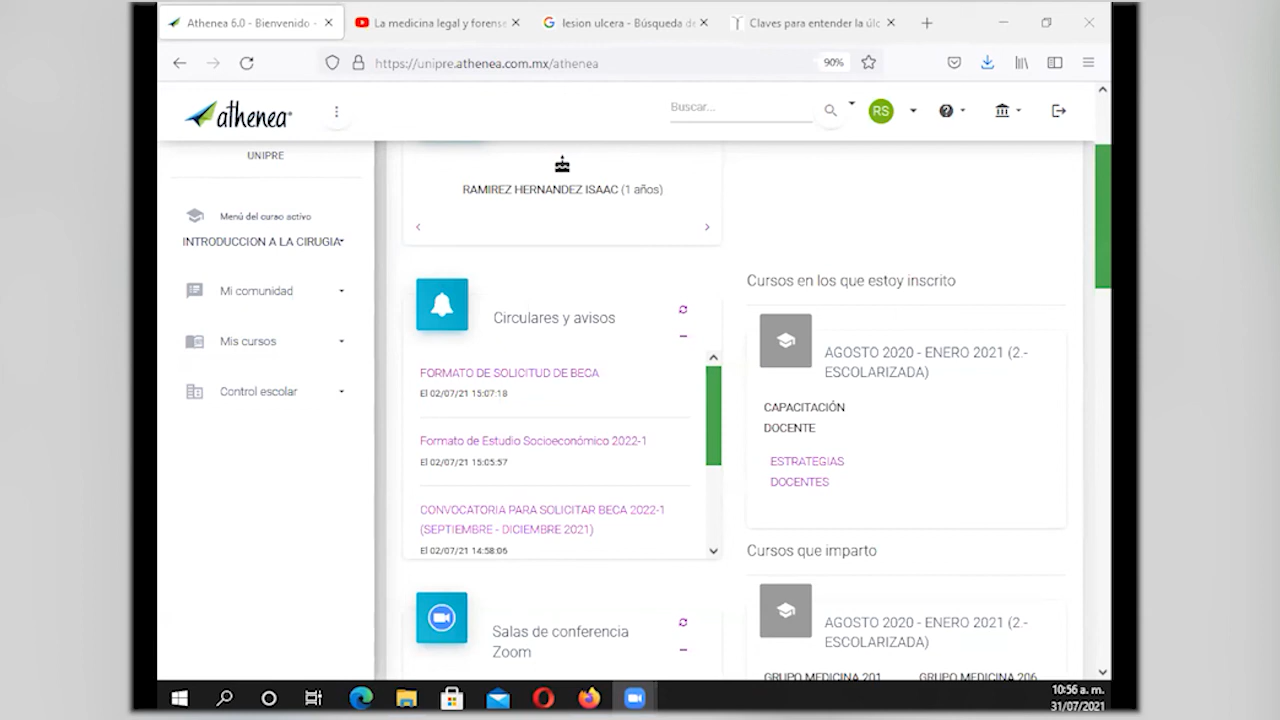 Athenea 6.0 - Bienvenido -
La medicina legal y forense
lesion ulcera - Búsqueda de
Claves para entender la úlc
https://unipre.athenea.com.mx/athenea
90%
athenea
Buscar...
RS
UNIPRE
Menú del curso activo
INTRODUCCION A LA CIRUGIA
Mi comunidad
Mis cursos
Control escolar
RAMIREZ HERNANDEZ ISAAC (1 años)
Circulares y avisos
FORMATO DE SOLICITUD DE BECA
El 02/07/21 15:07:18
Formato de Estudio Socioeconómico 2022-1
El 02/07/21 15:05:57
CONVOCATORIA PARA SOLICITAR BECA 2022-1
(SEPTIEMBRE - DICIEMBRE 2021)
El 02/07/21 14:58:06
Salas de conferencia
Zoom
Cursos en los que estoy inscrito
AGOSTO 2020 - ENERO 2021 (2 -
ESCOLARIZADA)
CAPACITACIÓN
DOCENTE
ESTRATEGIAS
DOCENTES
Cursos que imparto
AGOSTO 2020 - ENERO 2021 (2 -
ESCOLARIZADA)
GRUPO MEDICINA 201
GRUPO MEDICINA 206
10:56 a. m.
31/07/2021